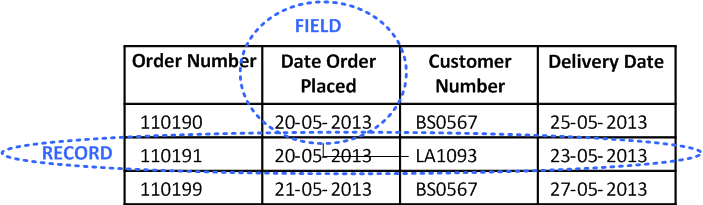 FIELD
Order Number Date Order Placed Customer Number Delivery Date
110190 20-05-2013 BS0567 25-05-2013
RECORD 110191 20-05-2013 LA1093 23-05-2013
110199 21-05-2013 BS0567 27-05-2013